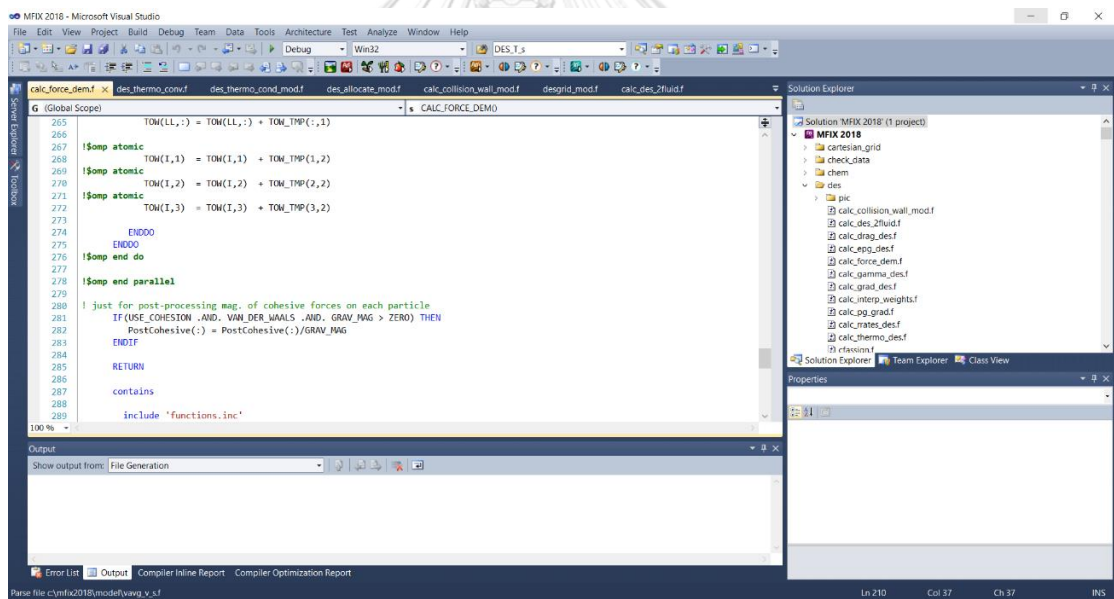 MFIX 2018 - Microsoft Visual Studio
File Edit View Project Build Debug Team Data Tools Architecture Test Analyze Window Help
Debug Win32 DES_T_s
calc_force_dem.f des_thermo_conv.f des_thermo_cond_mod.f des_allocate_mod.f calc_collision_wall_mod.f desgrid_mod.f calc_des_2fluid.f
G (Global Scope) s CALC_FORCE_DEM()
265 TOW(LL,:) = TOW(LL,:) + TOW_TMP(:,1)
266
267 !$omp atomic
268 TOW(I,1) = TOW(I,1) + TOW_TMP(1,2)
269 !$omp atomic
270 TOW(I,2) = TOW(I,2) + TOW_TMP(2,2)
271 !$omp atomic
272 TOW(I,3) = TOW(I,3) + TOW_TMP(3,2)
273
274 ENDDO
275 ENDDO
276 !$omp end do
277
278 !$omp end parallel
279
280 ! just for post-processing mag. of cohesive forces on each particle
281 IF(USE_COHESION .AND. VAN_DER_WAALS .AND. GRAV_MAG > ZERO) THEN
282 PostCohesive(:) = PostCohesive(:)/GRAV_MAG
283 ENDIF
284
285 RETURN
286
287 contains
288
289 include 'functions.inc'
100 %
Server Explorer
Toolbox
Output
Show output from: File Generation
Error List Output Compiler Inline Report Compiler Optimization Report
Solution Explorer
Solution 'MFIX 2018' (1 project)
MFIX 2018
cartesian_grid
check_data
chem
des
pic
calc_collision_wall_mod.f
calc_des_2fluid.f
calc_drag_des.f
calc_epg_des.f
calc_force_dem.f
calc_gamma_des.f
calc_grad_des.f
calc_interp_weights.f
calc_pg_grad.f
calc_rrates_des.f
calc_thermo_des.f
cfassign.f
Solution Explorer Team Explorer Class View
Properties
Parse file c:\mfix2018\model\vavg_v_s.f Ln 210 Col 37 Ch 37 INS